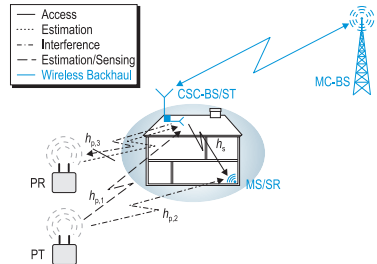 Access
Estimation
Interference
Estimation/Sensing
Wireless Backhaul
CSC-BS/ST
MC-BS
h_p,3
h_s
PR
h_p,1
MS/SR
h_p,2
PT